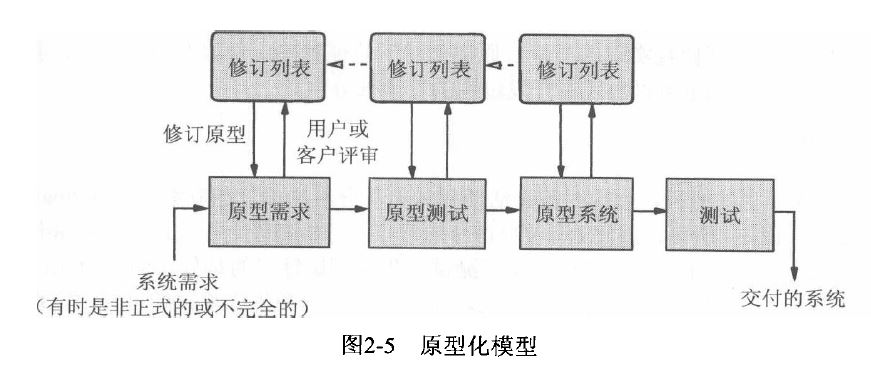 修订列表
修订列表
修订列表
修订原型
用户或
客户评审
原型需求
原型测试
原型系统
测试
系统需求
（有时是非正式的或不完全的）
交付的系统
图2-5 原型化模型